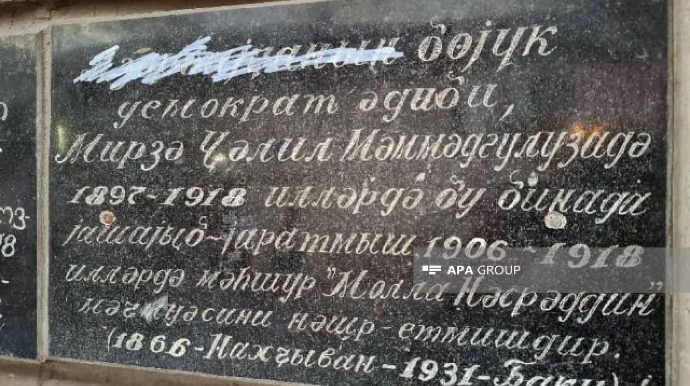 бөјүк
демократ әдиби,
Мирзә Ҹәлил Мәммәдгулузадә
1897-1918 илләрдә бу бинада
јашајыб-јаратмыш 1906-1918
илләрдә мәһшур "Молла Нәсрәддин"
мәҹмуәсини нәшр-етмишдир.
(1866-Нахчыван-1931-Бакы)
APA GROUP